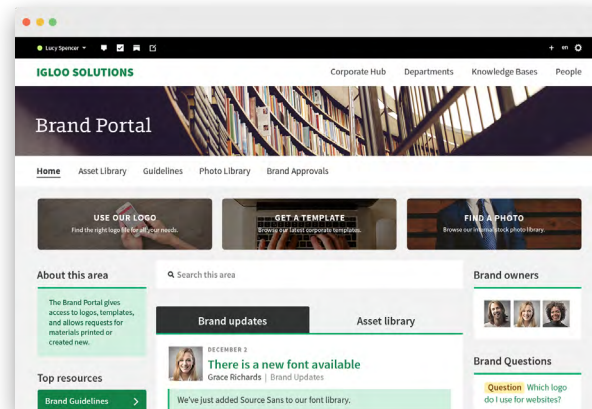 Lucy Spencer
+ en
IGLOO SOLUTIONS
Corporate Hub Departments Knowledge Bases People
Brand Portal
Home Asset Library Guidelines Photo Library Brand Approvals
USE OUR LOGO
Find the right logo file for all your needs.
GET A TEMPLATE
Browse our latest corporate templates.
FIND A PHOTO
Browse our internal stock photo library.
About this area
The Brand Portal gives
access to logos, templates,
and allows requests for
materials printed or
created new.
Top resources
Brand Guidelines
Search this area
Brand updates Asset library
DECEMBER 2
There is a new font available
Grace Richards | Brand Updates
We've just added Source Sans to our font library.
Brand owners
Brand Questions
Question Which logo
do I use for websites?